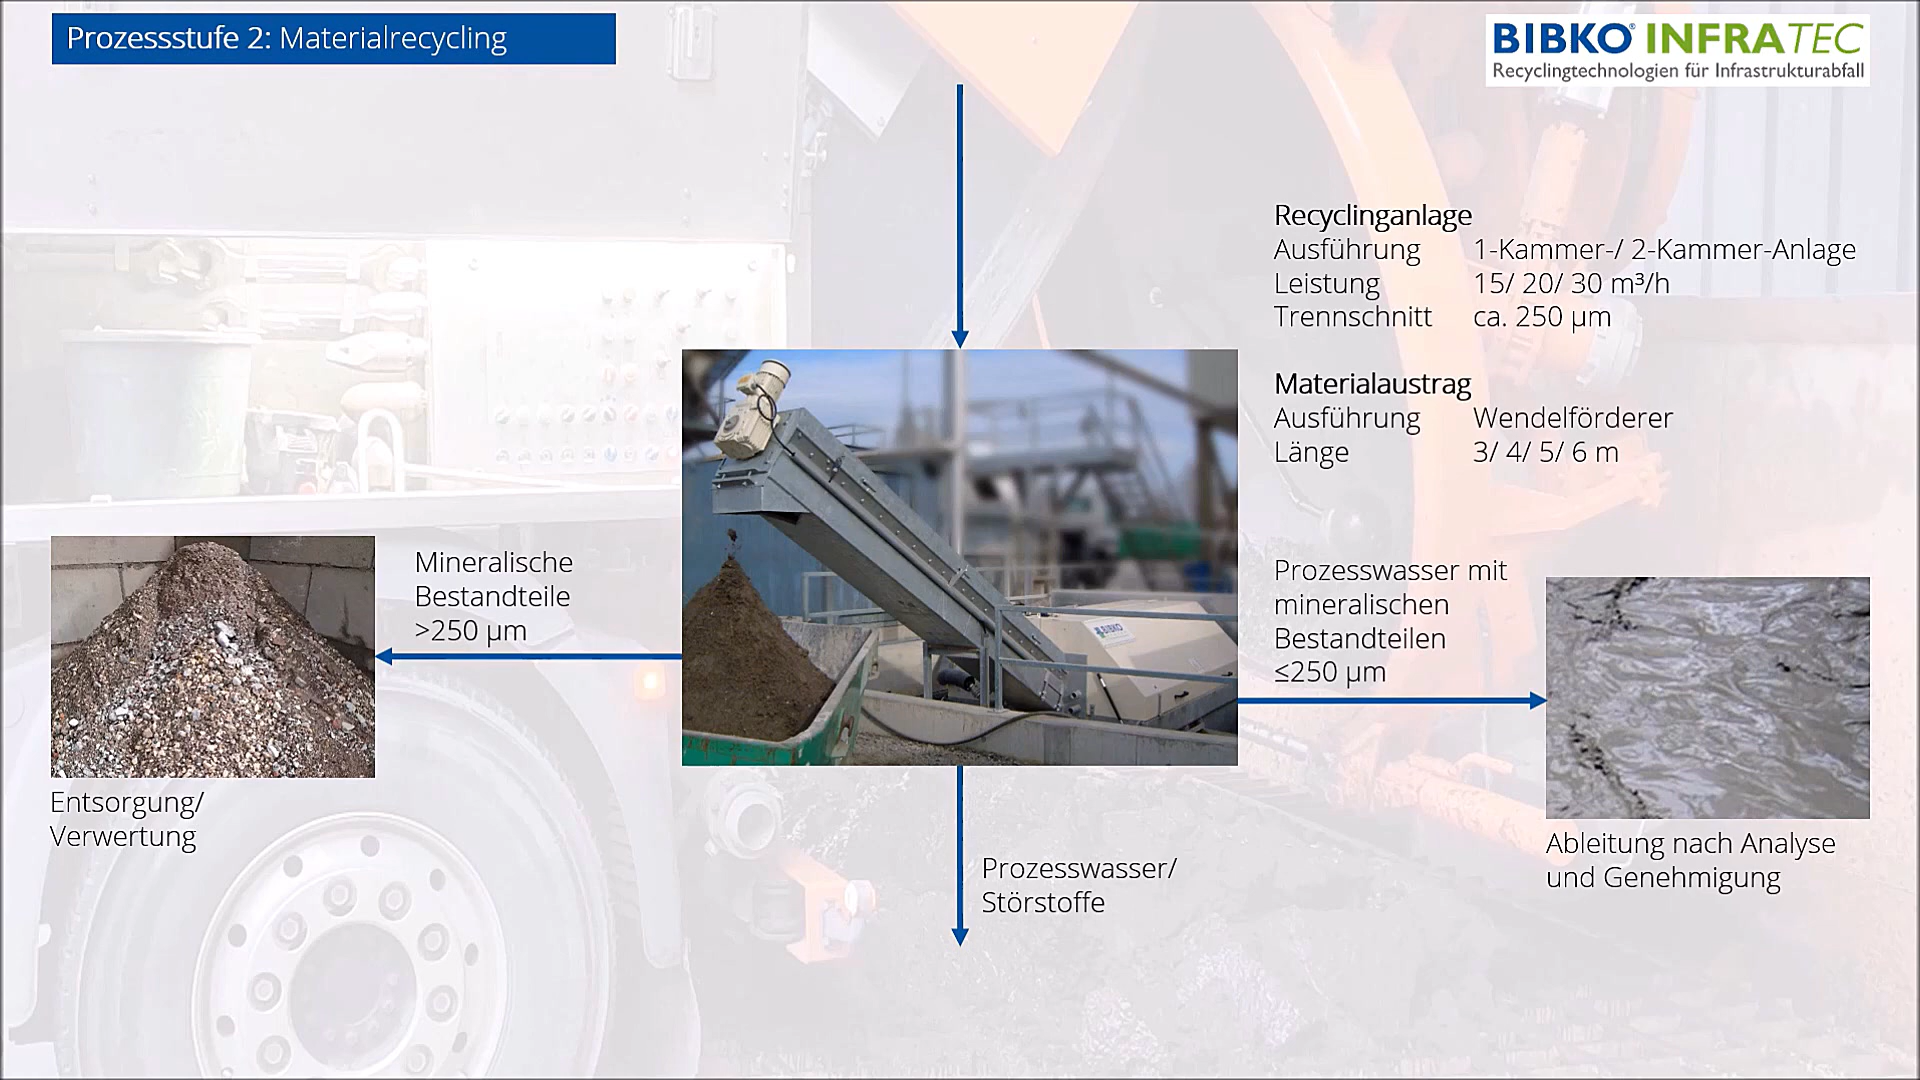 Prozessstufe 2: Materialrecycling
BIBKO® INFRATEC
Recyclingtechnologien für Infrastrukturabfall
Recyclinganlage
Ausführung 1-Kammer-/ 2-Kammer-Anlage
Leistung 15/ 20/ 30 m³/h
Trennschnitt ca. 250 µm
Materialaustrag
Ausführung Wendelförderer
Länge 3/ 4/ 5/ 6 m
Mineralische
Bestandteile
>250 µm
Prozesswasser mit
mineralischen
Bestandteilen
≤250 µm
BIBKO
Entsorgung/
Verwertung
Ableitung nach Analyse
und Genehmigung
Prozesswasser/
Störstoffe